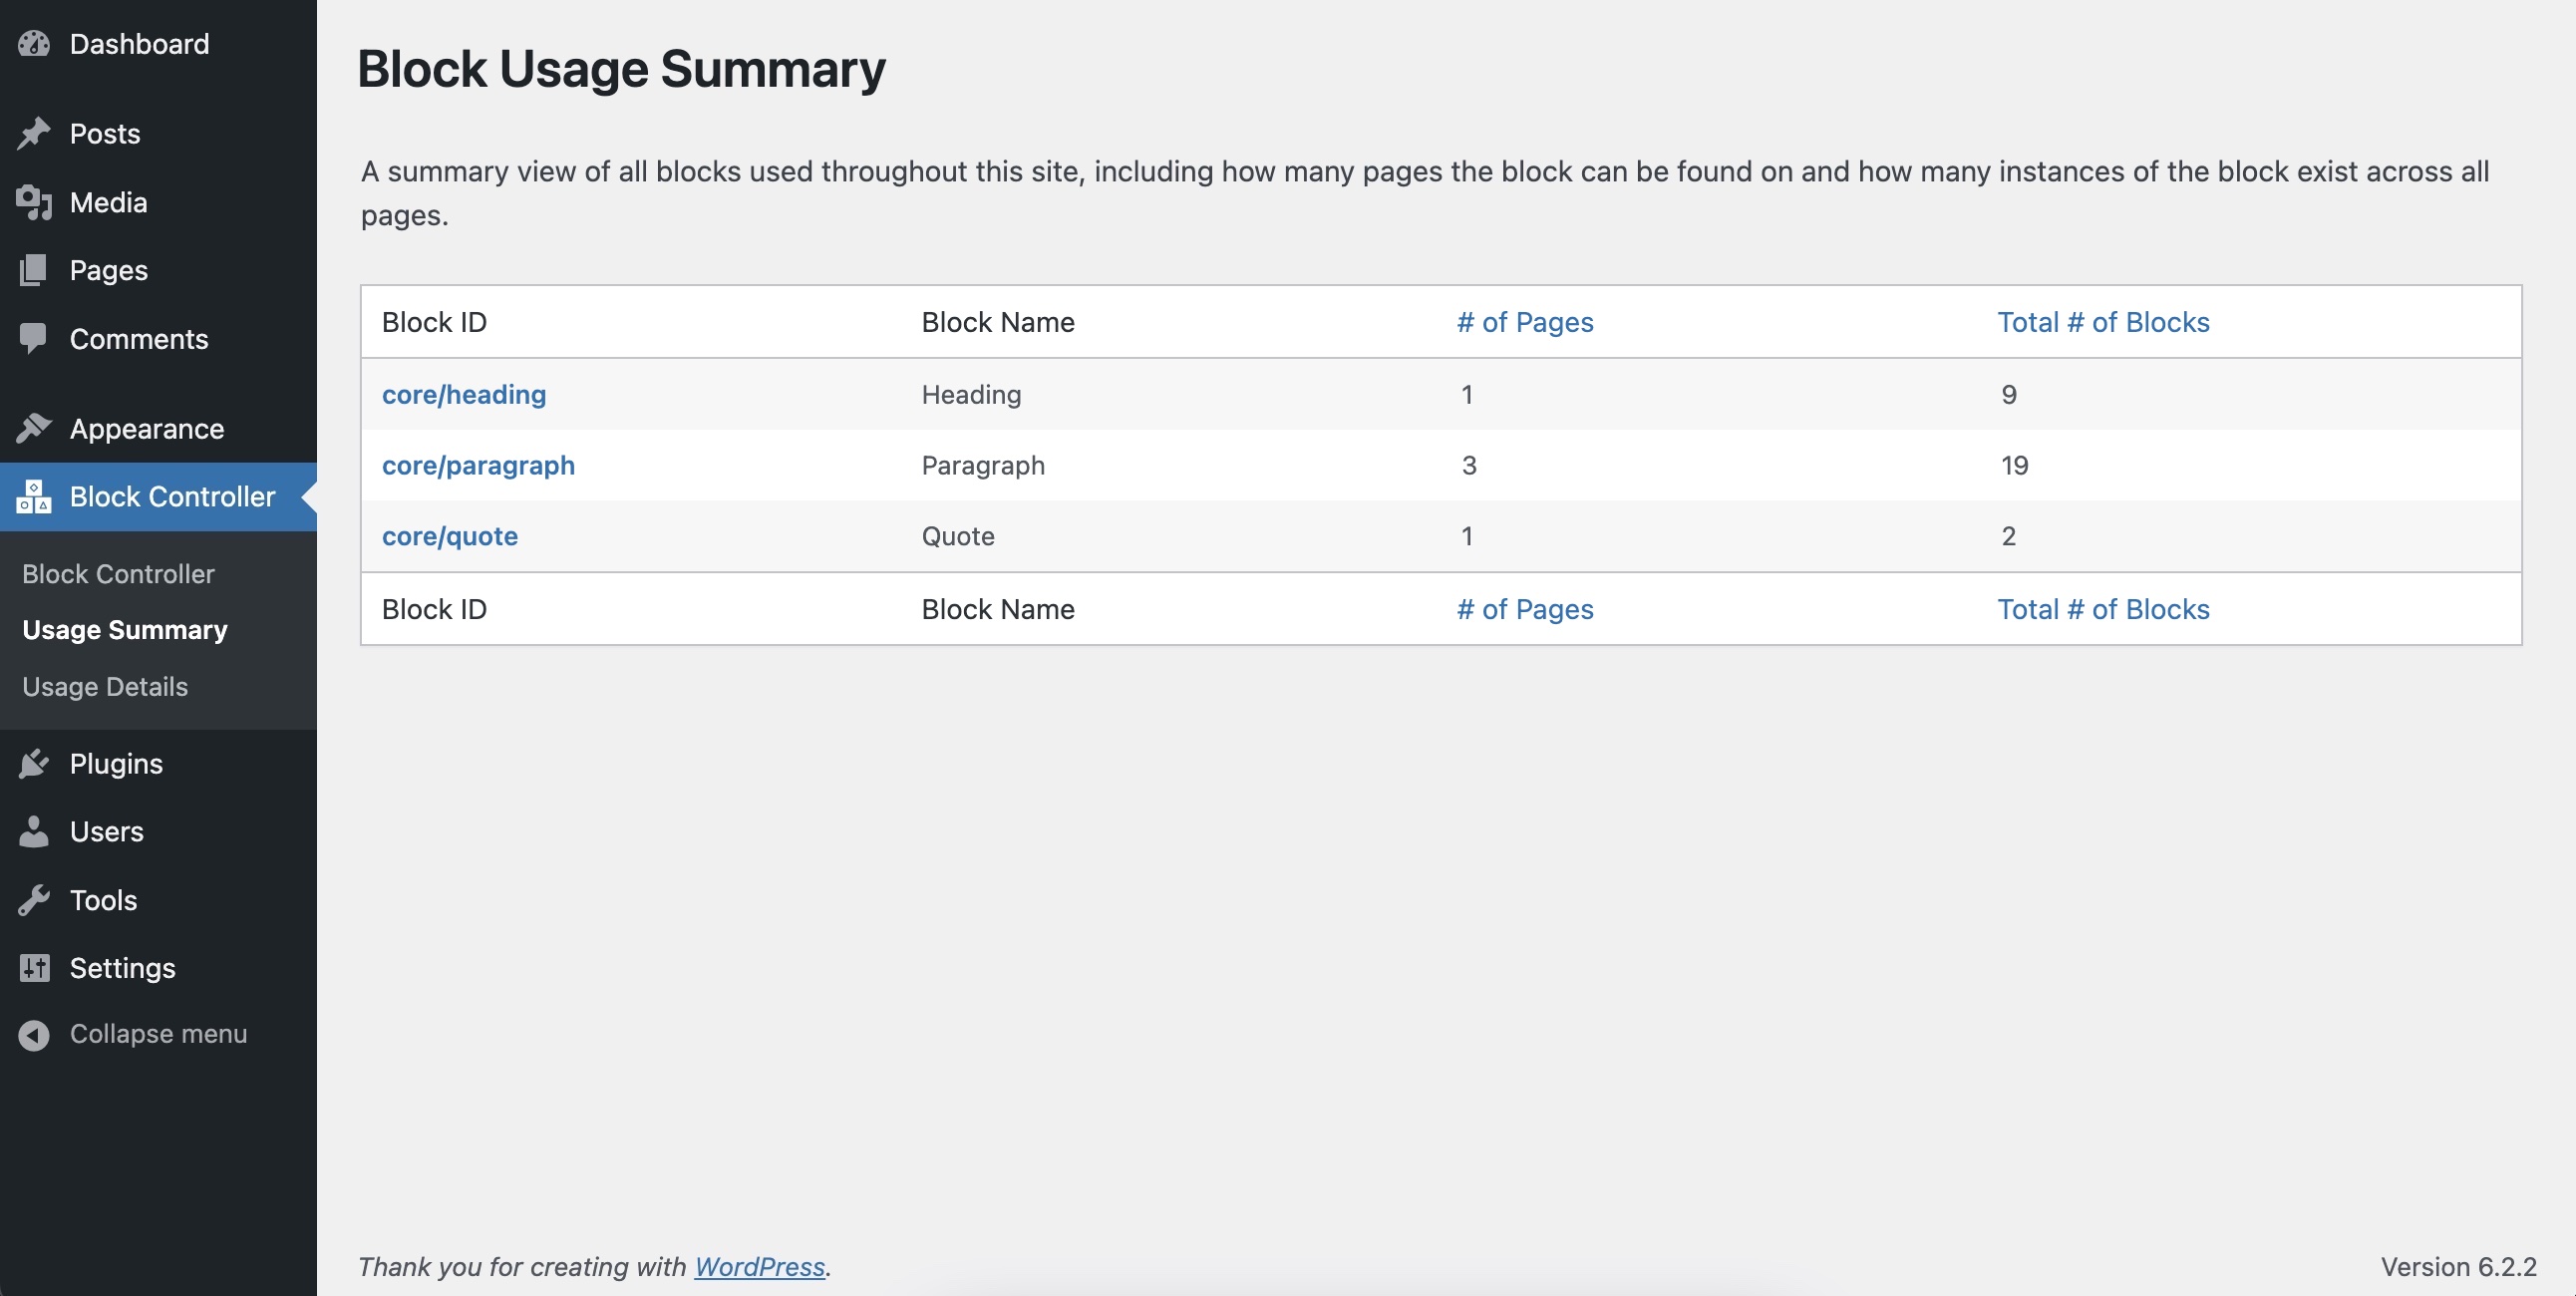 Dashboard
Posts
Media
Pages
Comments
Appearance
Block Controller
Block Controller
Usage Summary
Usage Details
Plugins
Users
Tools
Settings
Collapse menu
Block Usage Summary
A summary view of all blocks used throughout this site, including how many pages the block can be found on and how many instances of the block exist across all
pages.
Block ID Block Name # of Pages Total # of Blocks
core/heading Heading 1 9
core/paragraph Paragraph 3 19
core/quote Quote 1 2
Block ID Block Name # of Pages Total # of Blocks
Thank you for creating with WordPress. Version 6.2.2